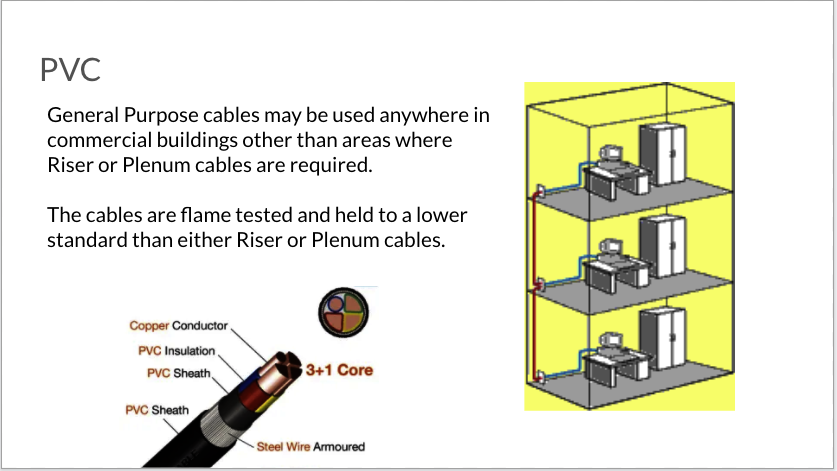 PVC
General Purpose cables may be used anywhere in
commercial buildings other than areas where
Riser or Plenum cables are required.
The cables are flame tested and held to a lower
standard than either Riser or Plenum cables.
Copper Conductor
PVC Insulation
PVC Sheath
3+1 Core
PVC Sheath
Steel Wire Armoured